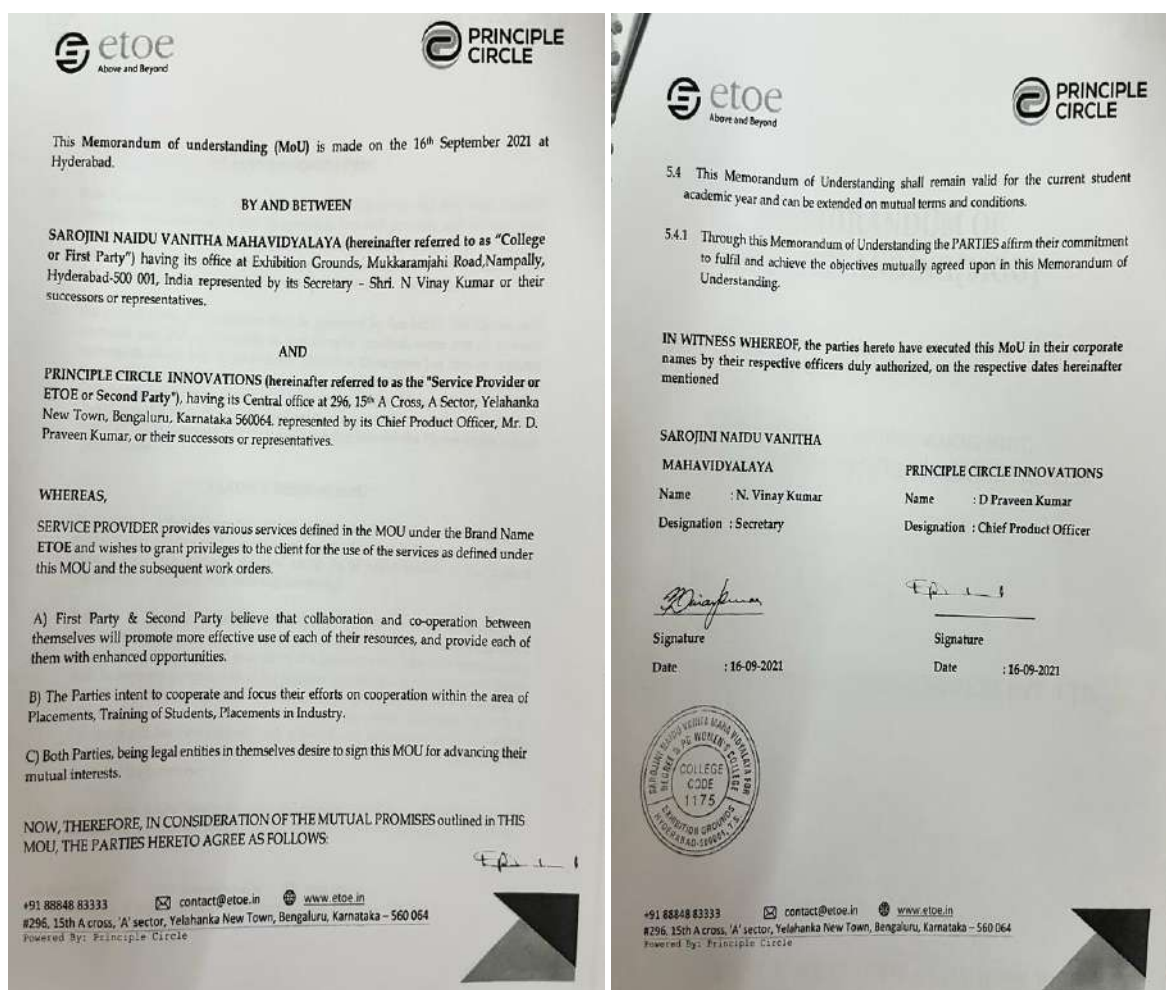 etoe
Above and Beyond
PRINCIPLE
CIRCLE
This Memorandum of understanding (MoU) is made on the 16th September 2021 at
Hyderabad.
BY AND BETWEEN
SAROJINI NAIDU VANITHA MAHAVIDYALAYA (hereinafter referred to as "College
or First Party") having its office at Exhibition Grounds, Mukkaramjahi Road,Nampally,
Hyderabad-500 001, India represented by its Secretary - Shri. N Vinay Kumar or their
successors or representatives.
AND
PRINCIPLE CIRCLE INNOVATIONS (hereinafter referred to as the "Service Provider or
ETOE or Second Party"), having its Central office at 296, 15th A Cross, A Sector, Yelahanka
New Town, Bengaluru, Karnataka 560064, represented by its Chief Product Officer, Mr. D.
Praveen Kumar, or their successors or representatives.
WHEREAS,
SERVICE PROVIDER provides various services defined in the MOU under the Brand Name
ETOE and wishes to grant privileges to the client for the use of the services as defined under
this MOU and the subsequent work orders.
A) First Party & Second Party believe that collaboration and co-operation between
themselves will promote more effective use of each of their resources, and provide each of
them with enhanced opportunities.
B) The Parties intent to cooperate and focus their efforts on cooperation within the area of
Placements, Training of Students, Placements in Industry.
C) Both Parties, being legal entities in themselves desire to sign this MOU for advancing their
mutual interests.
NOW, THEREFORE, IN CONSIDERATION OF THE MUTUAL PROMISES outlined in THIS
MOU, THE PARTIES HERETO AGREE AS FOLLOWS:
+91 88848 83333 contact@etoe.in www.etoe.in
#296, 15th A cross, 'A' sector, Yelahanka New Town, Bengaluru, Karnataka – 560 064
Powered By: Principle Circle
etoe
Above and Beyond
PRINCIPLE
CIRCLE
5.4 This Memorandum of Understanding shall remain valid for the current student
academic year and can be extended on mutual terms and conditions.
5.4.1 Through this Memorandum of Understanding the PARTIES affirm their commitment
to fulfil and achieve the objectives mutually agreed upon in this Memorandum of
Understanding.
IN WITNESS WHEREOF, the parties hereto have executed this MoU in their corporate
names by their respective officers duly authorized, on the respective dates hereinafter
mentioned
SAROJINI NAIDU VANITHA
MAHAVIDYALAYA
Name : N. Vinay Kumar
Designation : Secretary
Signature
Date : 16-09-2021
PRINCIPLE CIRCLE INNOVATIONS
Name : D Praveen Kumar
Designation : Chief Product Officer
Signature
Date : 16-09-2021
SAROJINI NAIDU VANITA MAHA VIDYALAYA FOR
DEGREE & PG WOMEN'S COLLEGE
COLLEGE
CODE
1175
EXHIBITION GROUNDS
+91 88848 83333 contact@etoe.in www.etoe.in
#296, 15th A cross, 'A' sector, Yelahanka New Town, Bengaluru, Karnataka – 560 064
Powered By: Principle Circle